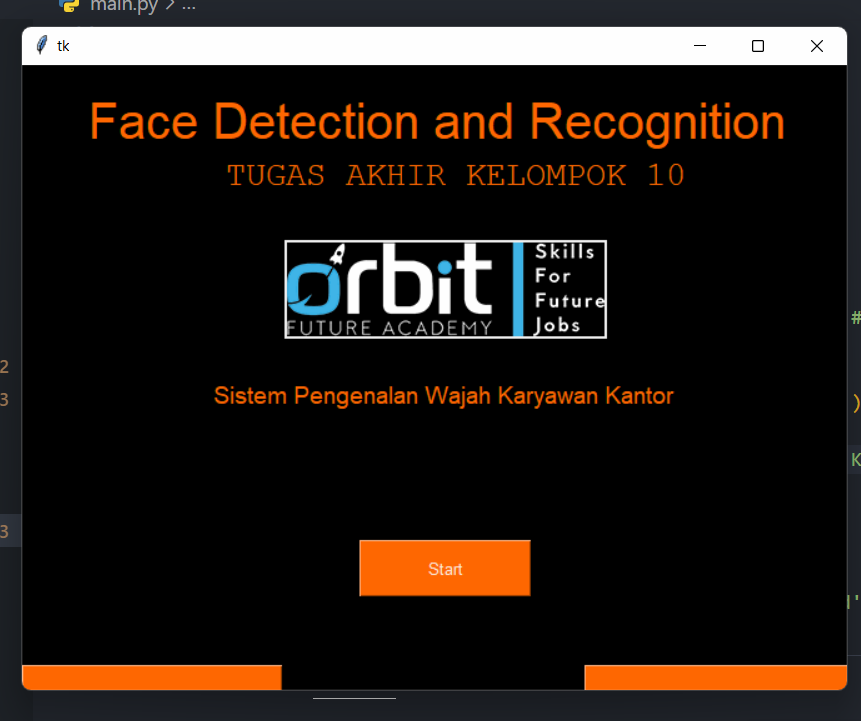 main.py > ...
tk
Face Detection and Recognition
TUGAS AKHIR KELOMPOK 10
orbit
FUTURE ACADEMY
Skills
For
Future
Jobs
#
2
Sistem Pengenalan Wajah Karyawan Kantor
3
)
K
3
Start